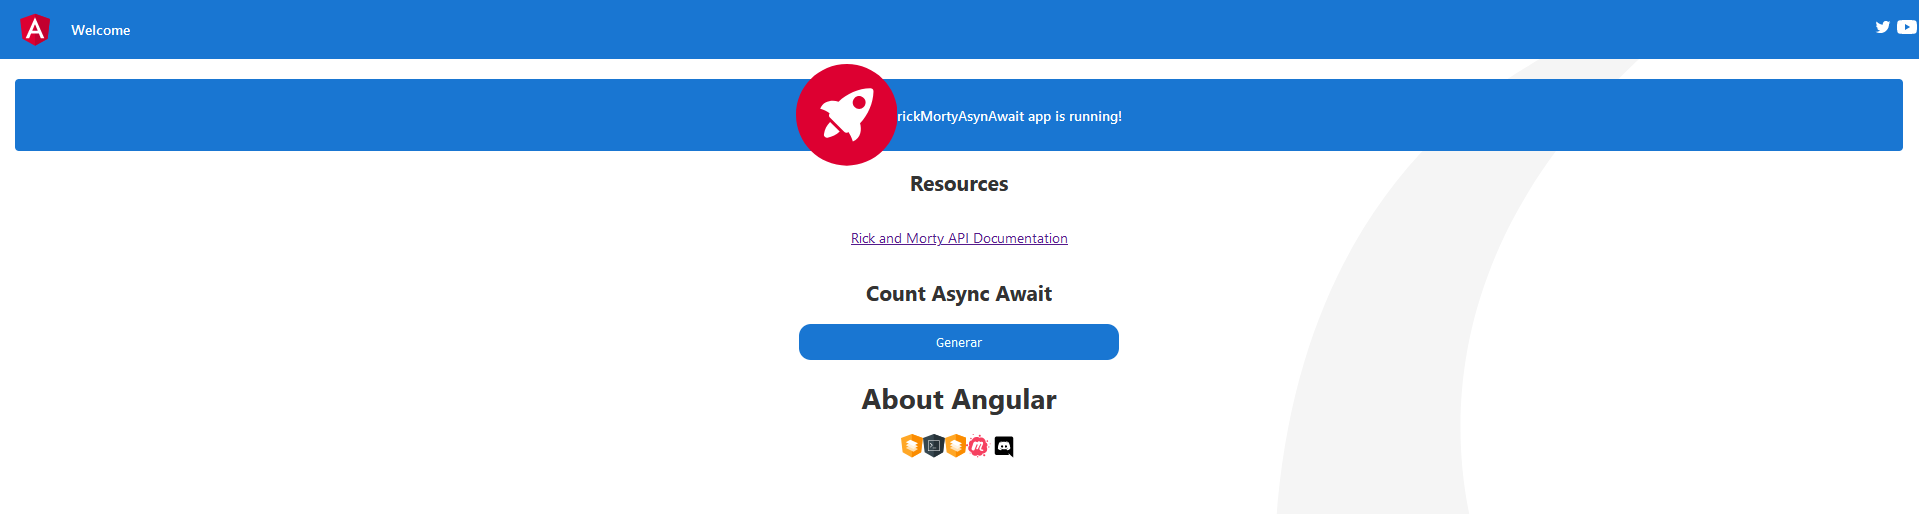 Welcome
rickMortyAsynAwait app is running!
Resources
Rick and Morty API Documentation
Count Async Await
Generar
About Angular